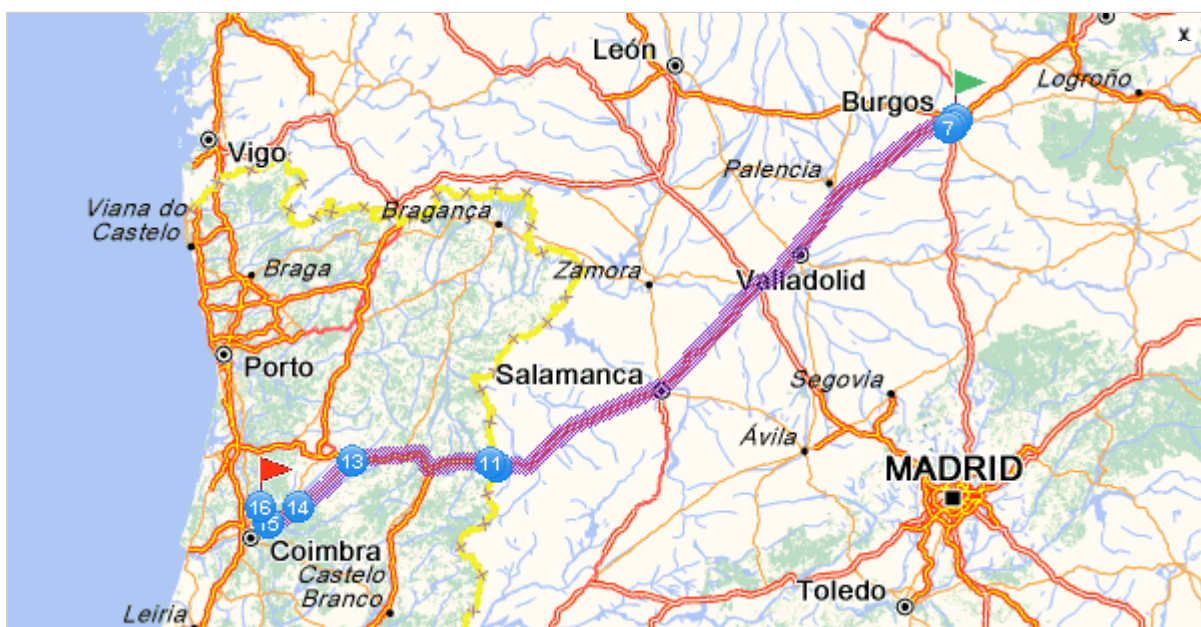 x
León
Logroño
Burgos
7
Vigo
Palencia
Viana do
Castelo
Bragança
Braga
Zamora
Valladolid
Porto
Salamanca
Segovia
Ávila
13
11
MADRID
16
14
15
Coimbra
Castelo
Branco
Toledo
Leiria